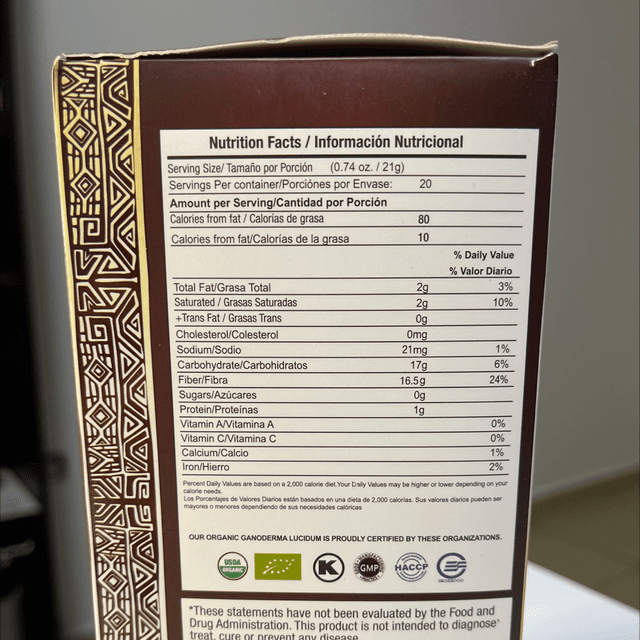 Nutrition Facts / Información Nutricional
Serving Size/ Tamaño por Porción (0.74 oz. / 21g)
Servings Per container/Porciónes por Envase: 20
Amount per Serving/Cantidad por Porción
Calories from fat / Calorías de grasa 80
Calories from fat/Calorías de la grasa 10
% Daily Value
% Valor Diario
Total Fat/Grasa Total 2g 3%
Saturated / Grasas Saturadas 2g 10%
+Trans Fat / Grasas Trans 0g
Cholesterol/Colesterol 0mg
Sodium/Sodio 21mg 1%
Carbohydrate/Carbohidratos 17g 6%
Fiber/Fibra 16.5g 24%
Sugars/Azúcares 0g
Protein/Proteínas 1g
Vitamin A/Vitamina A 0%
Vitamin C/Vitamina C 0%
Calcium/Calcio 1%
Iron/Hierro 2%
Percent Daily Values are based on a 2,000 calorie diet.Your Daily Values may be higher or lower depending on your
calorie needs.
Los Porcentajes de Valores Diarios están basados en una dieta de 2,000 calorías. Sus valores diarios pueden ser
mayores o menores dependiendo de sus necesidades calóricas
OUR ORGANIC GANODERMA LUCIDUM IS PROUDLY CERTIFIED BY THESE ORGANIZATIONS.
USDA
ORGANIC
K
GMP
HACCP
*These statements have not been evaluated by the Food and
Drug Administration. This product is not intended to diagnose
treat, cure or prevent any disease